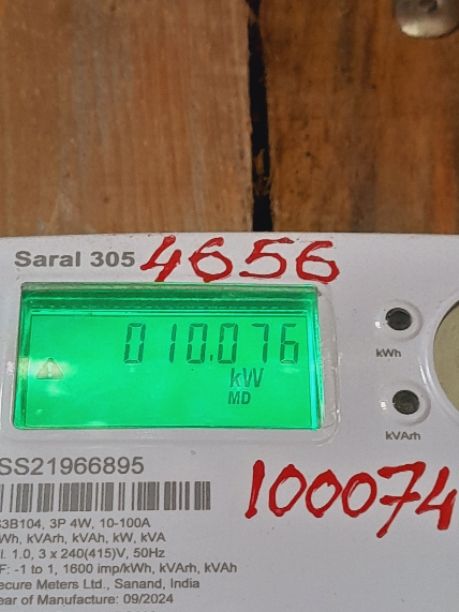 Saral 305 4656
010.076
kW
MD
kWh
kVArh
SS21966895
100074
S3B104, 3P 4W, 10-100A
Wh, kVArh, kVAh, kW, kVA
l. 1.0, 3 x 240(415)V, 50Hz
F: -1 to 1, 1600 imp/kWh, kVArh, kVAh
ecure Meters Ltd., Sanand, India
ear of Manufacture: 09/2024